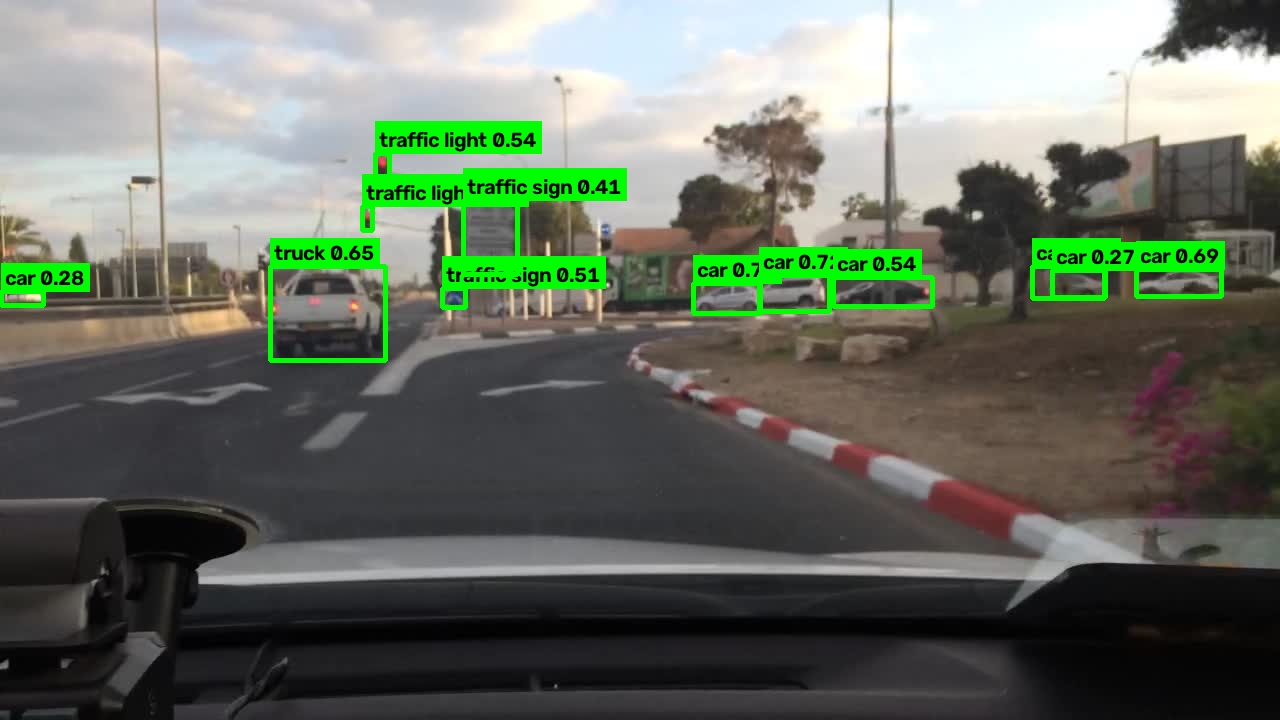 traffic light 0.54
traffic ligh
traffic sign 0.41
truck 0.65
traffic sign 0.51
car 0.28
car 0.7
car 0.72
car 0.54
ca
car 0.27
car 0.69